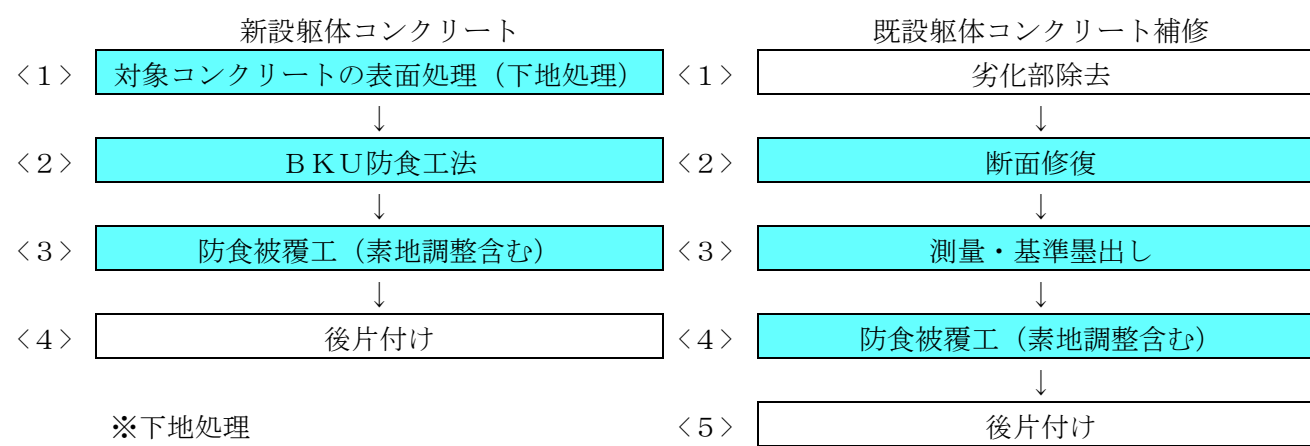 新設躯体コンクリート
〈１〉 対象コンクリートの表面処理（下地処理）
↓
〈２〉 ＢＫＵ防食工法
↓
〈３〉 防食被覆工（素地調整含む）
↓
〈４〉 後片付け
※下地処理
既設躯体コンクリート補修
〈１〉 劣化部除去
↓
〈２〉 断面修復
↓
〈３〉 測量・基準墨出し
↓
〈４〉 防食被覆工（素地調整含む）
↓
〈５〉 後片付け